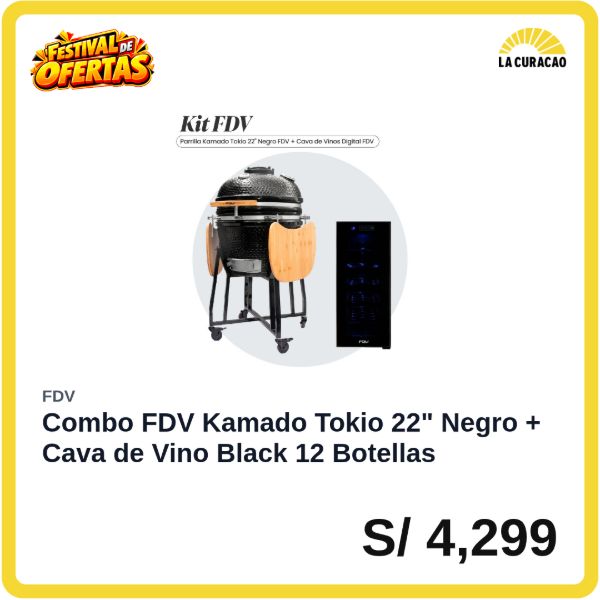 FESTIVAL DE
OFERTAS
LA CURACAO
Kit FDV
Parrilla Kamado Tokio 22" Negro FDV + Cava de Vinos Digital FDV
FDV
FDV
Combo FDV Kamado Tokio 22" Negro +
Cava de Vino Black 12 Botellas
S/ 4,299